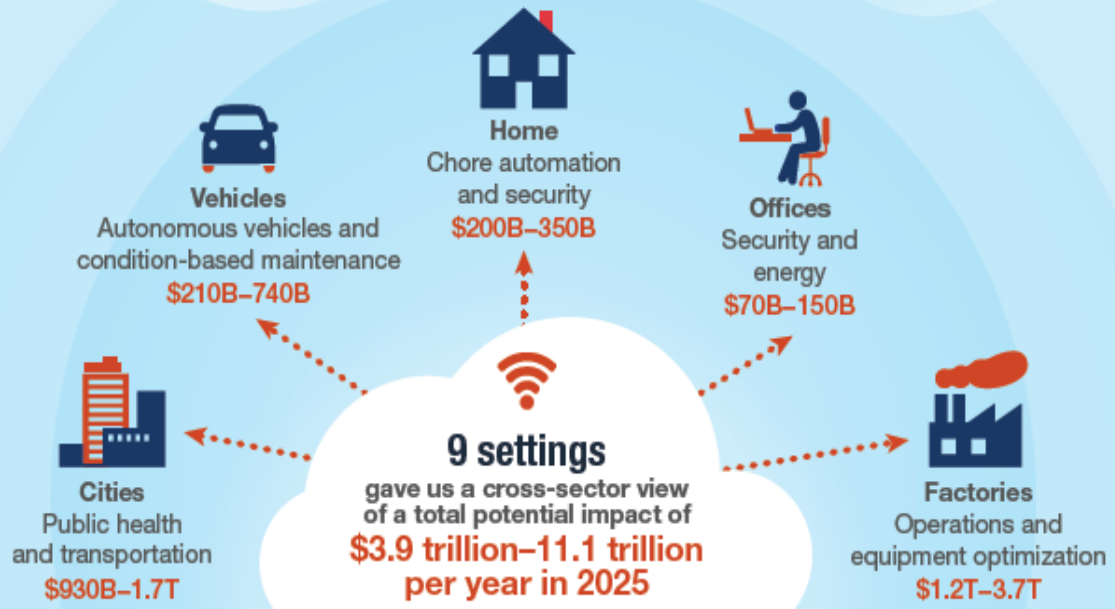 Home
Chore automation
and security
$200B–350B
Vehicles
Autonomous vehicles and
condition-based maintenance
$210B–740B
Offices
Security and
energy
$70B–150B
Cities
Public health
and transportation
$930B–1.7T
9 settings
gave us a cross-sector view
of a total potential impact of
$3.9 trillion–11.1 trillion
per year in 2025
Factories
Operations and
equipment optimization
$1.2T–3.7T